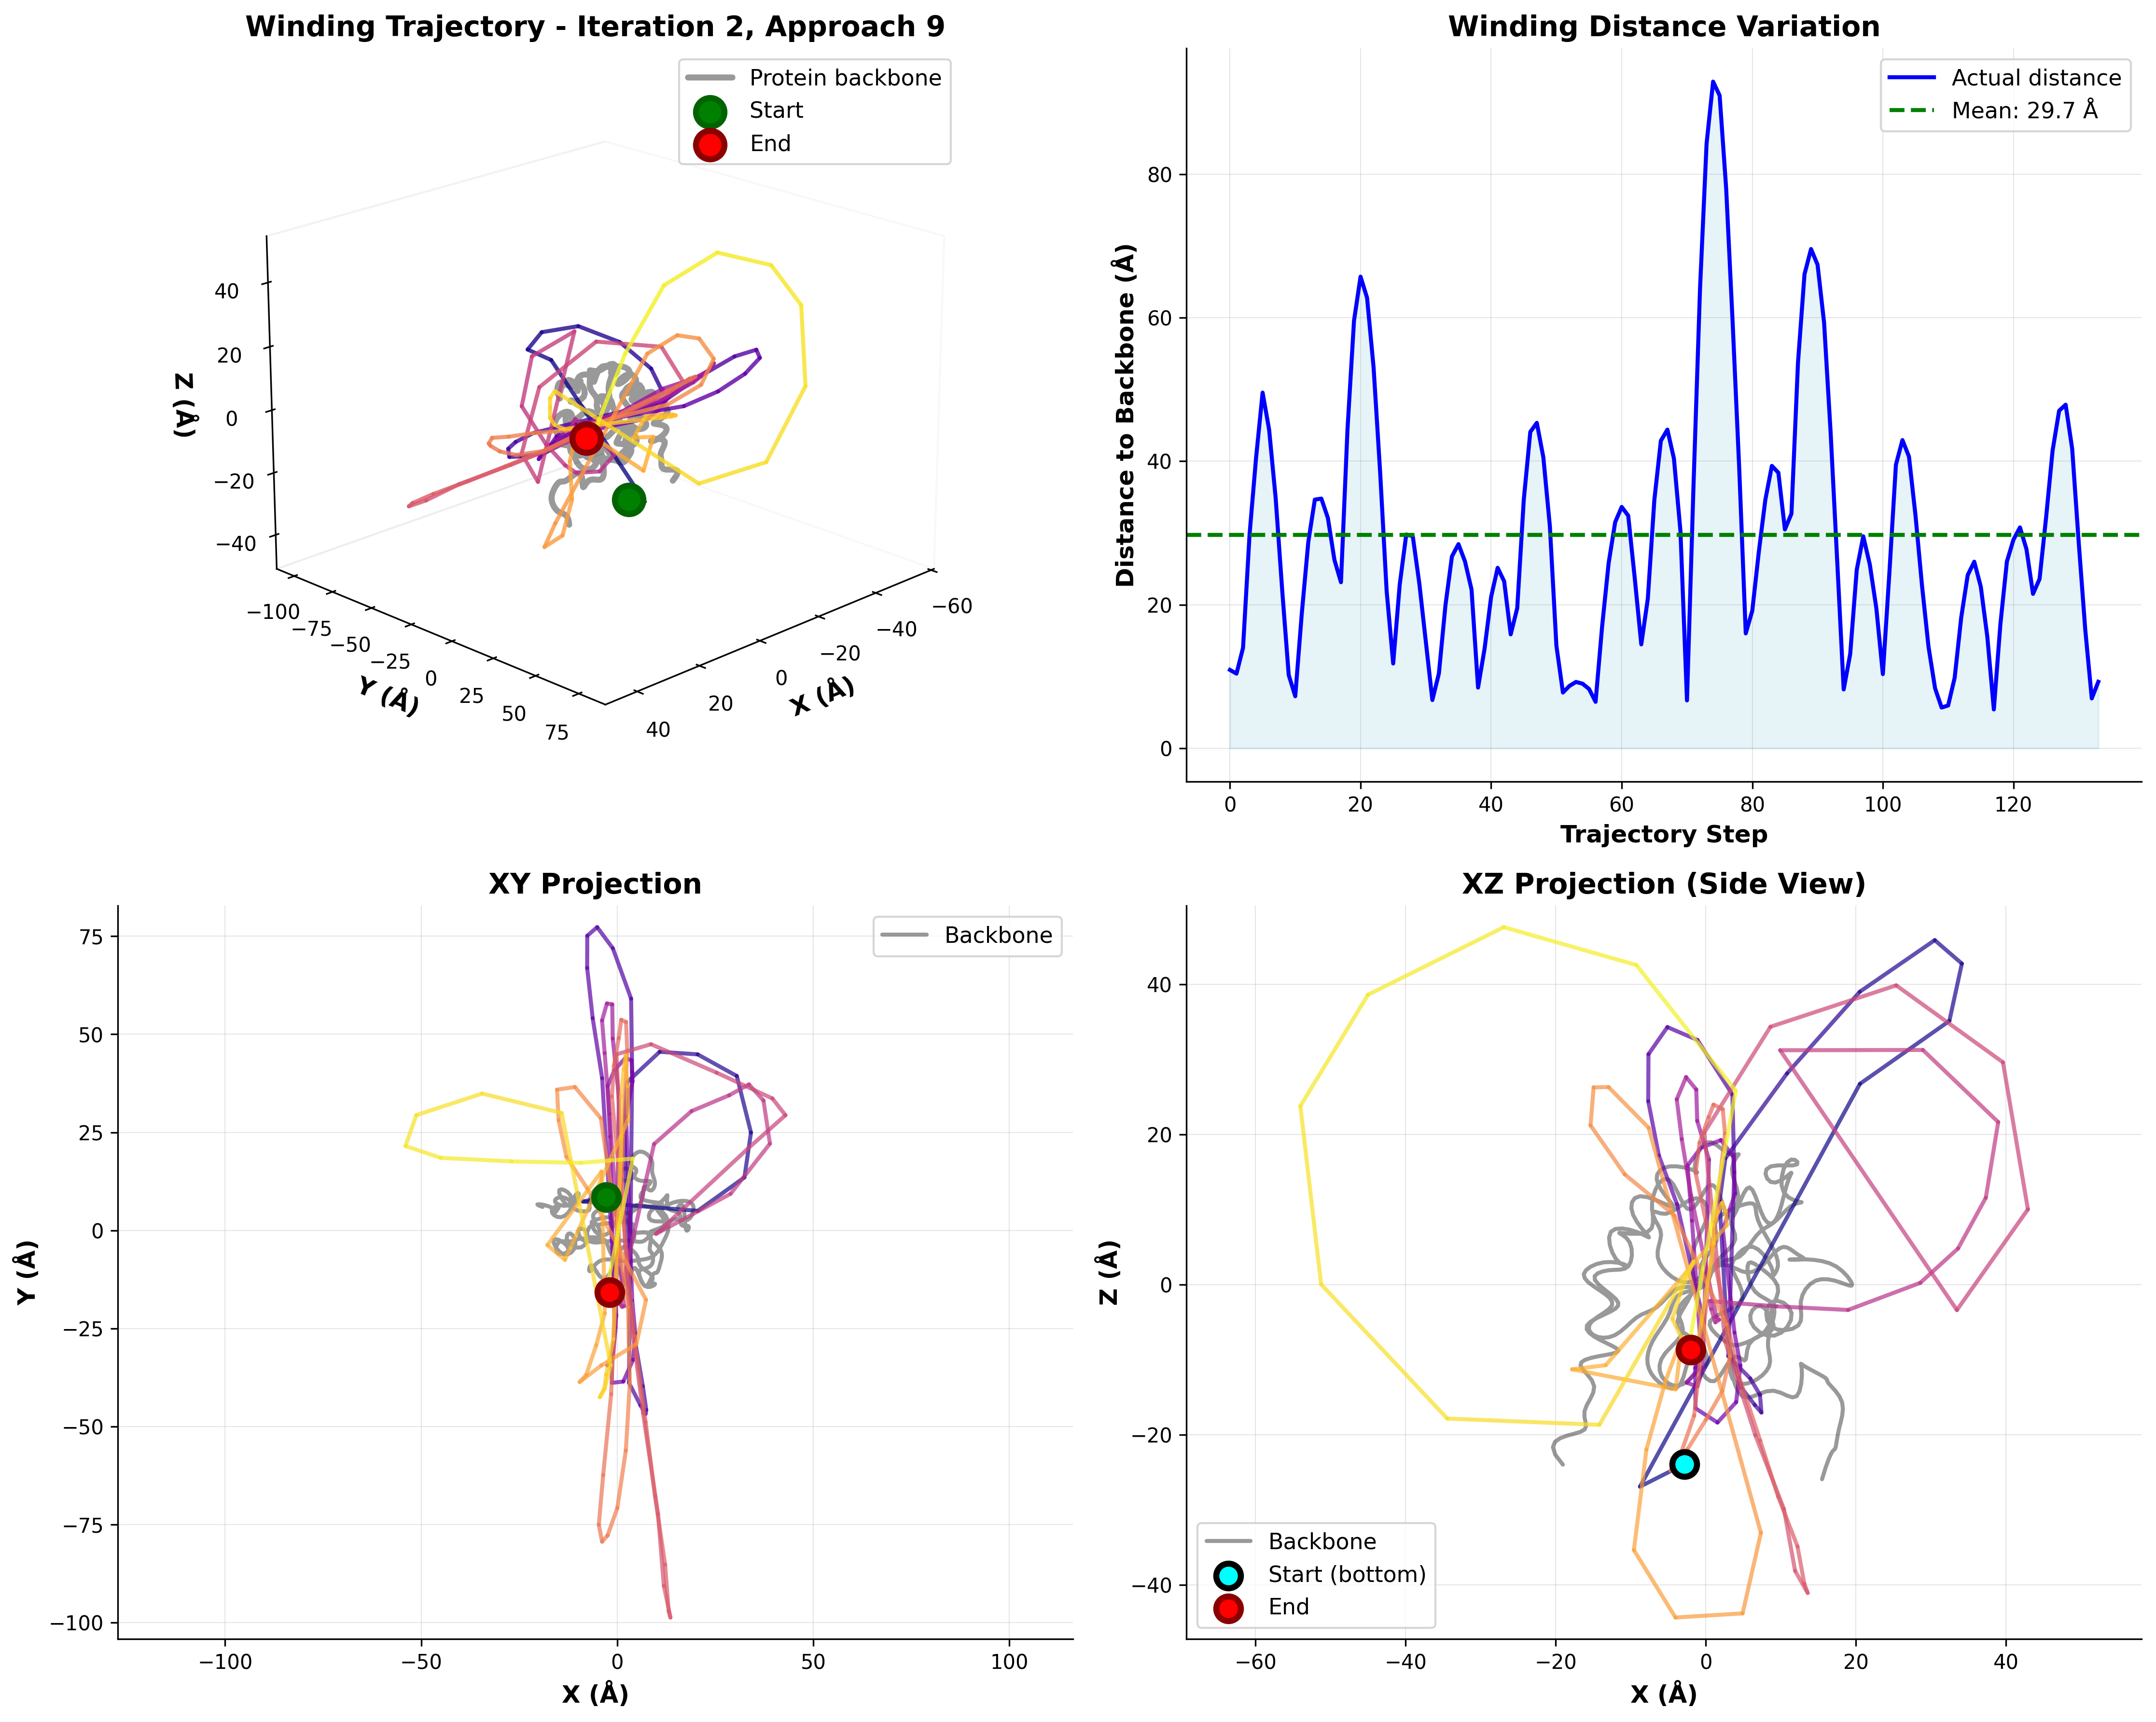 Winding Trajectory - Iteration 2, Approach 9
Protein backbone
Start
End
40
20
0
−20
−40
Z (Å)
−100
−75
−50
−25
0
25
50
75
Y (Å)
40
20
0
−20
−40
−60
X (Å)
Winding Distance Variation
Actual distance
Mean: 29.7 Å
80
60
40
20
0
Distance to Backbone (Å)
0
20
40
60
80
100
120
Trajectory Step
XY Projection
Backbone
75
50
25
0
−25
−50
−75
−100
Y (Å)
−100
−50
0
50
100
X (Å)
XZ Projection (Side View)
40
20
0
−20
−40
Z (Å)
Backbone
Start (bottom)
End
−60
−40
−20
0
20
40
X (Å)